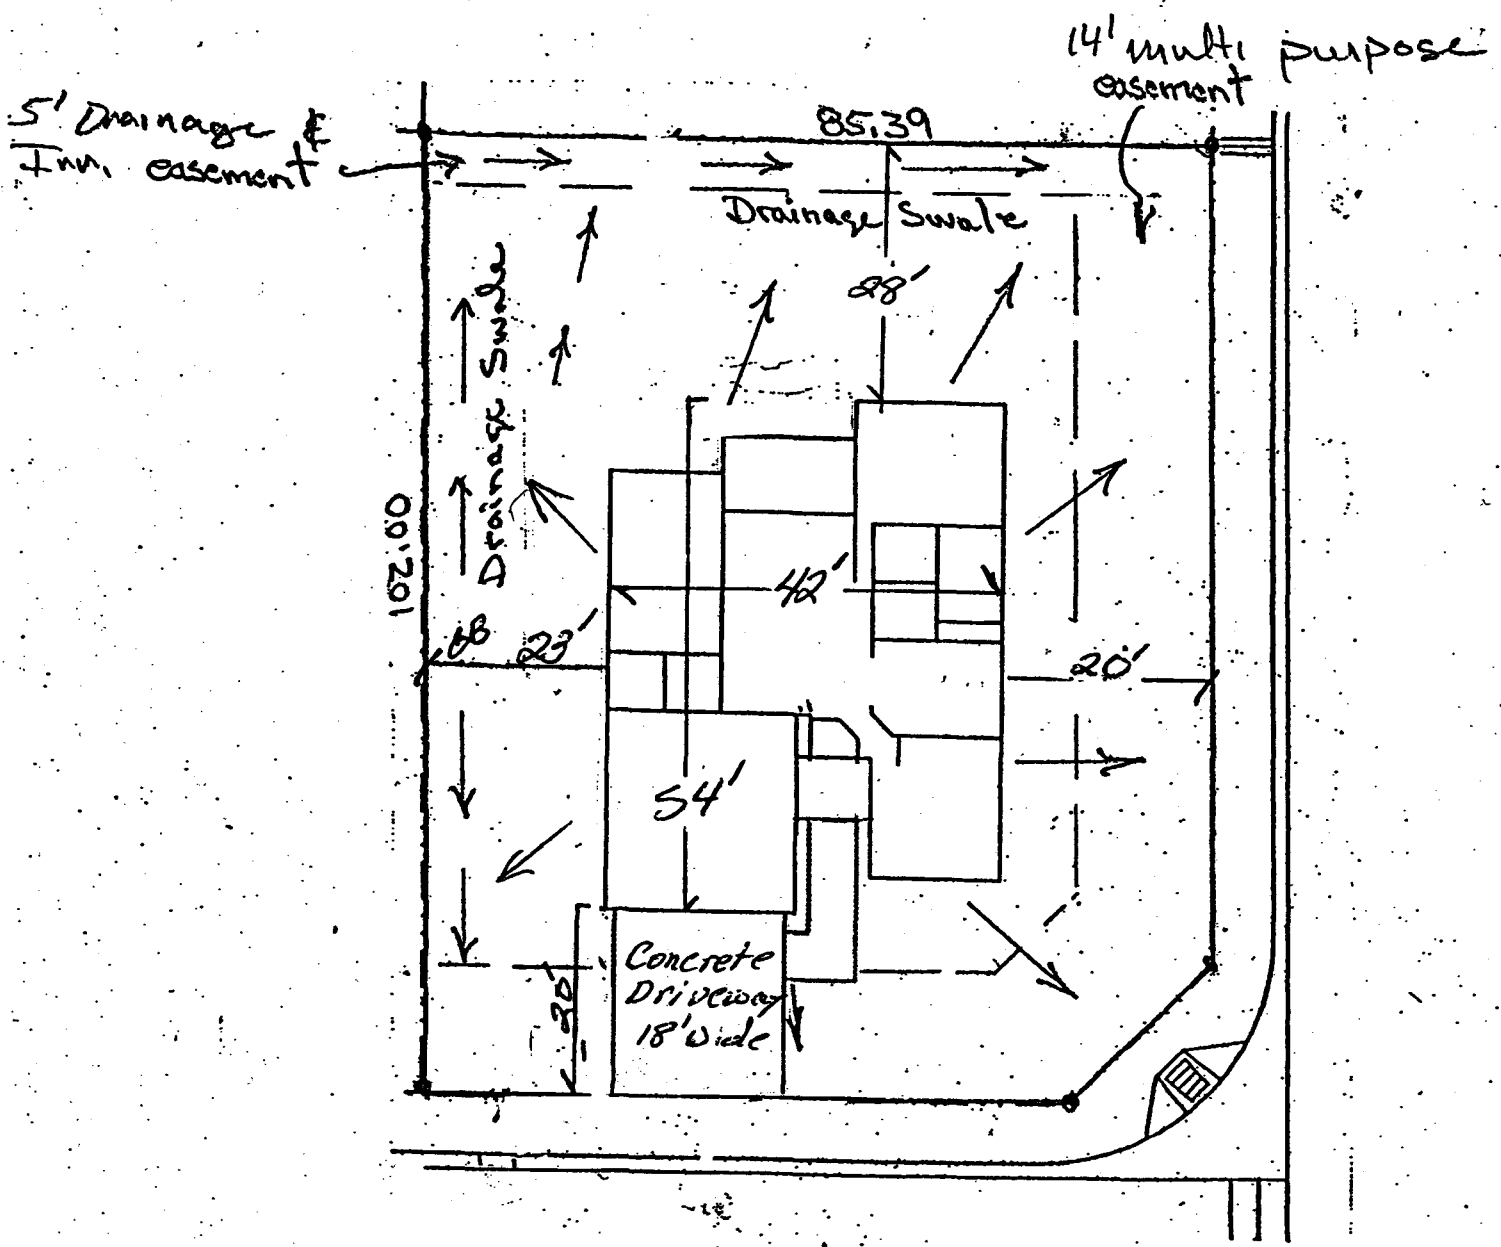 14' multi purpose
easement
5' Drainage &
Irr. easement
85.39
Drainage Swale
28'
Drainage Swale
102.00
42'
23'
20'
54'
20'
Concrete
Driveway
18' Wide